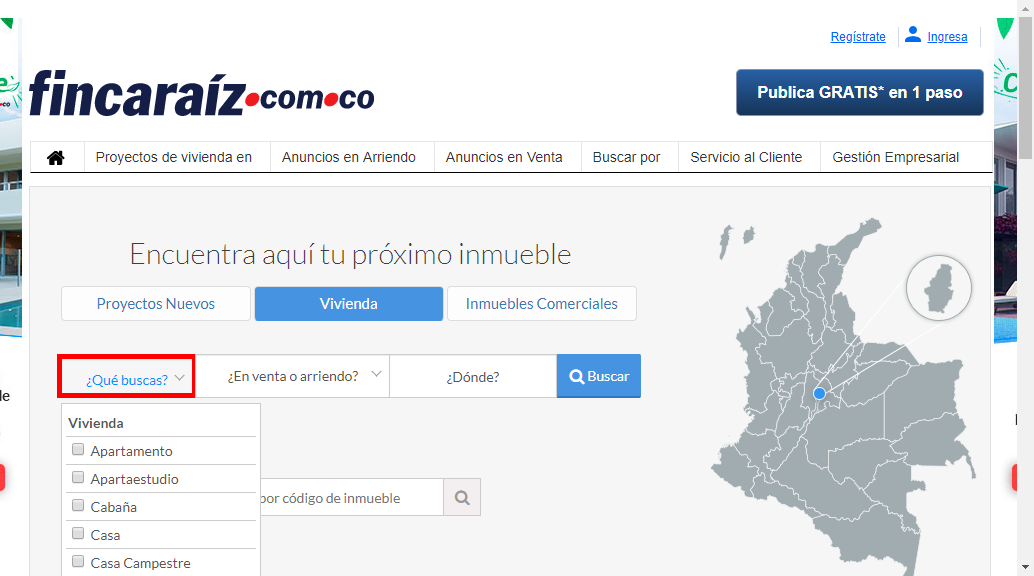 Regístrate
Ingresa
fincaraíz.com.co
Publica GRATIS* en 1 paso
Proyectos de vivienda en
Anuncios en Arriendo
Anuncios en Venta
Buscar por
Servicio al Cliente
Gestión Empresarial
Encuentra aquí tu próximo inmueble
Proyectos Nuevos
Vivienda
Inmuebles Comerciales
¿Qué buscas?
¿En venta o arriendo?
¿Dónde?
Buscar
Vivienda
Apartamento
Apartaestudio
por código de inmueble
Cabaña
Casa
Casa Campestre